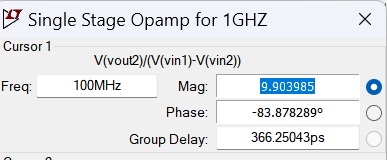 Single Stage Opamp for 1GHZ
Cursor 1
V(vout2)/(V(vin1)-V(vin2))
Freq: 100MHz Mag: 9.903985
Phase: -83.878289º
Group Delay: 366.25043ps